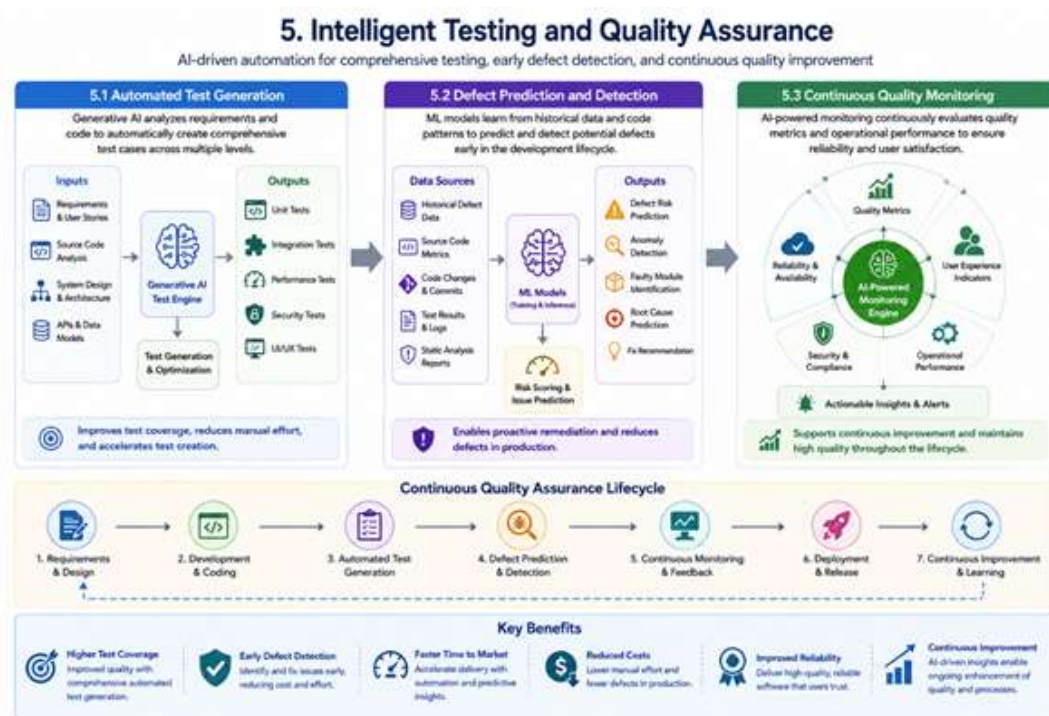 5. Intelligent Testing and Quality Assurance
AI-driven automation for comprehensive testing, early defect detection, and continuous quality improvement
5.1 Automated Test Generation
Generative AI analyzes requirements and
code to automatically create comprehensive
test cases across multiple levels.
Inputs
Requirements
& User Stories
Source Code
Analysis
System Design
& Architecture
APIs & Data
Models
Generative AI
Test Engine
Test Generation
& Optimization
Outputs
Unit Tests
Integration Tests
Performance Tests
Security Tests
UI/UX Tests
Improves test coverage, reduces manual effort,
and accelerates test creation.
5.2 Defect Prediction and Detection
ML models learn from historical data and code
patterns to predict and detect potential defects
early in the development lifecycle.
Data Sources
Historical Defect
Data
Source Code
Metrics
Code Changes
& Commits
Test Results
& Logs
Static Analysis
Reports
ML Models
(Training & Inference)
Risk Scoring &
Issue Prediction
Outputs
Defect Risk
Prediction
Anomaly
Detection
Faulty Module
Identification
Root Cause
Prediction
Fix Recommendation
Enables proactive remediation and reduces
defects in production.
5.3 Continuous Quality Monitoring
AI-powered monitoring continuously evaluates quality
metrics and operational performance to ensure
reliability and user satisfaction.
Quality Metrics
Reliability &
Availability
User Experience
Indicators
AI-Powered
Monitoring
Engine
Security &
Compliance
Operational
Performance
Actionable Insights & Alerts
Supports continuous improvement and maintains
high quality throughout the lifecycle.
Continuous Quality Assurance Lifecycle
1. Requirements
& Design
2. Development
& Coding
3. Automated Test
Generation
4. Defect Prediction
& Detection
5. Continuous Monitoring
& Feedback
6. Deployment
& Release
7. Continuous Improvement
& Learning
Key Benefits
Higher Test Coverage
Improved quality with
comprehensive automated
test generation.
Early Defect Detection
Identify and fix issues early,
reducing cost and effort.
Faster Time to Market
Accelerate delivery with
automation and predictive
insights.
Reduced Costs
Lower manual effort and
fewer defects in production.
Improved Reliability
Deliver high-quality, reliable
software that users trust.
Continuous Improvement
AI-driven insights enable
ongoing enhancement of
quality and processes.